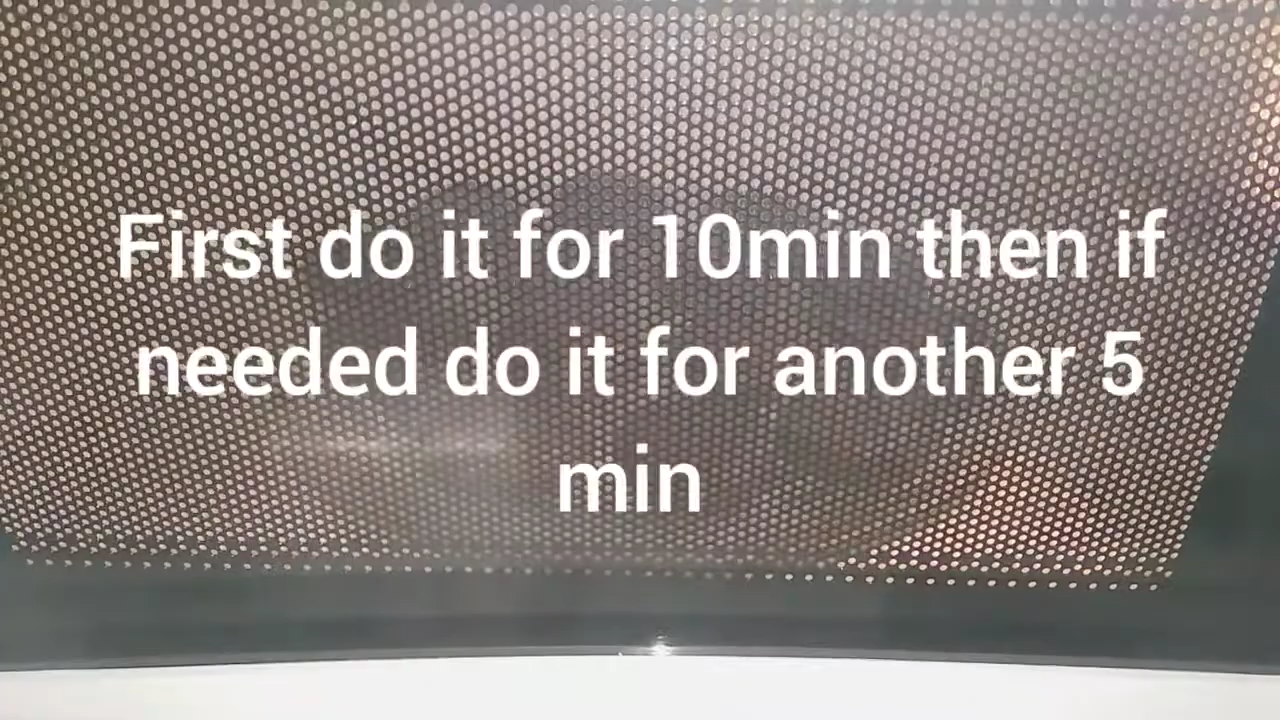 First do it for 10min then if
needed do it for another 5
min